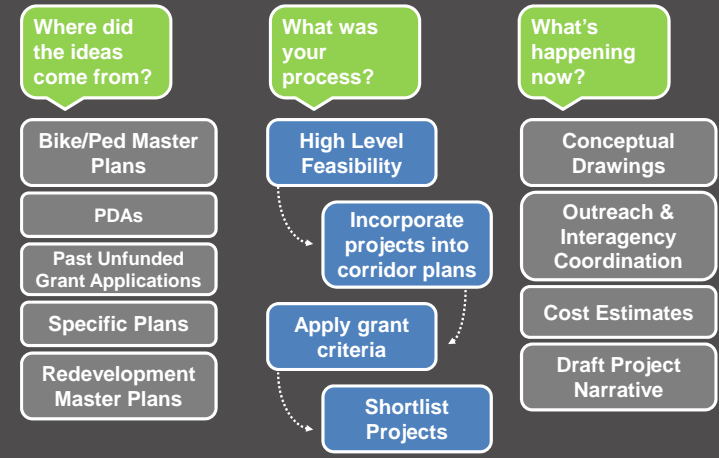 Where did
the ideas
come from?
Bike/Ped Master
Plans
PDAs
Past Unfunded
Grant Applications
Specific Plans
Redevelopment
Master Plans
What was
your
process?
High Level
Feasibility
Incorporate
projects into
corridor plans
Apply grant
criteria
Shortlist
Projects
What's
happening
now?
Conceptual
Drawings
Outreach &
Interagency
Coordination
Cost Estimates
Draft Project
Narrative